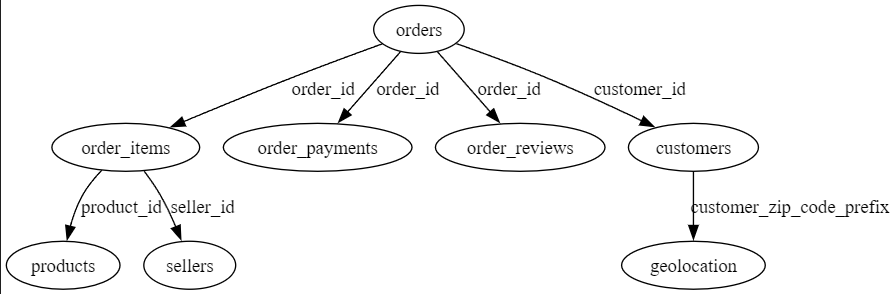 orders
order_id
order_id
order_id
customer_id
order_items
order_payments
order_reviews
customers
product_id
seller_id
customer_zip_code_prefix
products
sellers
geolocation